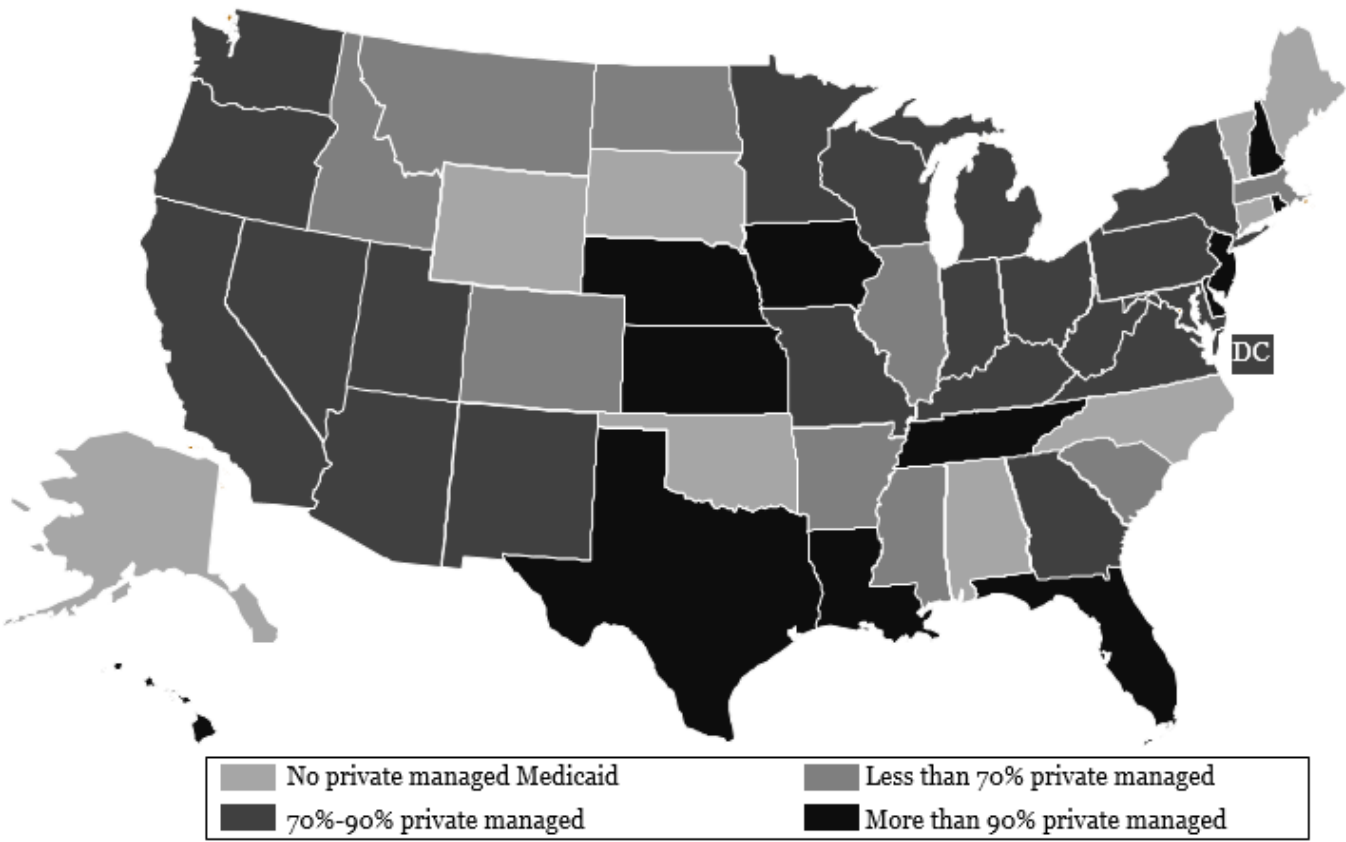 DC
No private managed Medicaid
Less than 70% private managed
70%-90% private managed
More than 90% private managed